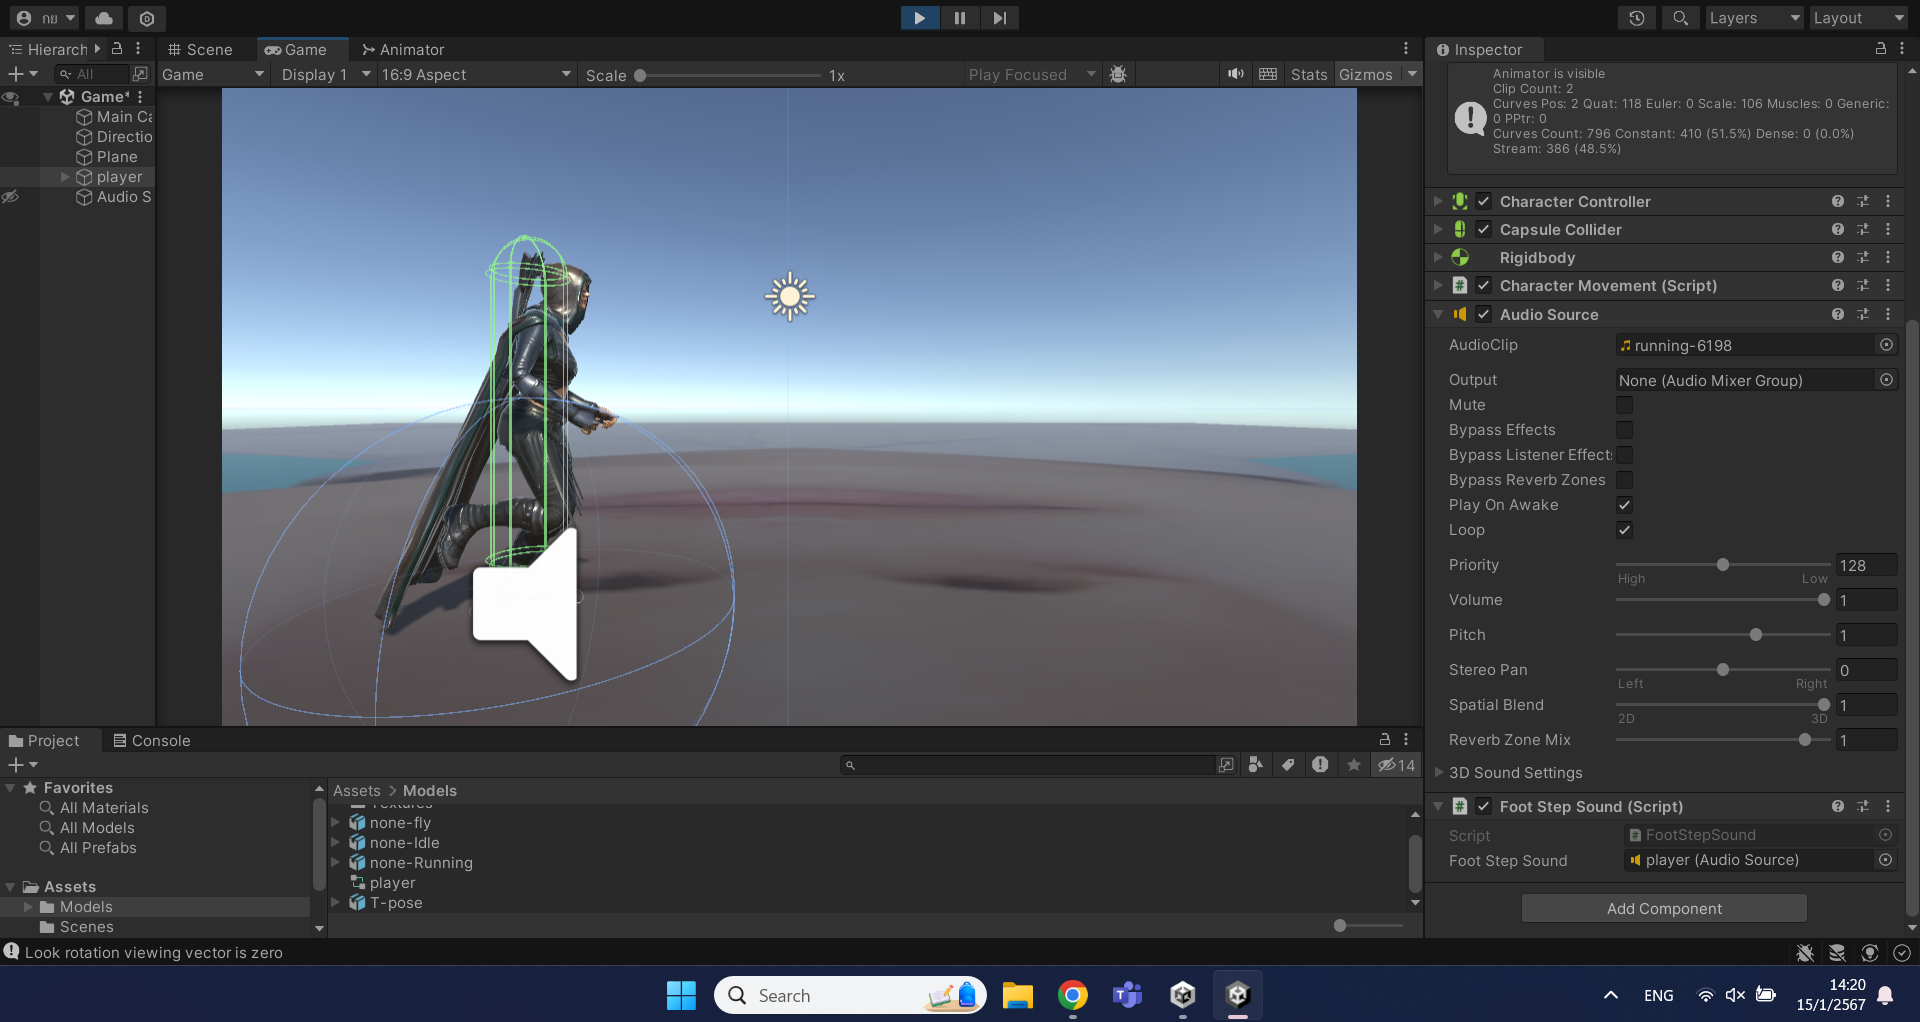 กย
Layers
Layout
Hierarch
Scene
Game
Animator
Inspector
All
Game
Display 1
16:9 Aspect
Scale
1x
Play Focused
Stats
Gizmos
Game*
Main Ca
Directio
Plane
player
Audio S
Animator is visible
Clip Count: 2
Curves Pos: 2 Quat: 118 Euler: 0 Scale: 106 Muscles: 0 Generic:
0 PPtr: 0
Curves Count: 796 Constant: 410 (51.5%) Dense: 0 (0.0%)
Stream: 386 (48.5%)
Character Controller
Capsule Collider
Rigidbody
# Character Movement (Script)
Audio Source
AudioClip
running-6198
Output
None (Audio Mixer Group)
Mute
Bypass Effects
Bypass Listener Effects
Bypass Reverb Zones
Play On Awake
Loop
Priority
128
High
Low
Volume
1
Pitch
1
Stereo Pan
0
Left
Right
Spatial Blend
1
2D
3D
Reverb Zone Mix
1
3D Sound Settings
# Foot Step Sound (Script)
Script
# FootStepSound
Foot Step Sound
player (Audio Source)
Add Component
Project
Console
14
Favorites
All Materials
All Models
All Prefabs
Assets
Models
Scenes
Assets > Models
Textures
none-fly
none-Idle
none-Running
player
T-pose
Look rotation viewing vector is zero
Search
ENG
14:20
15/1/2567